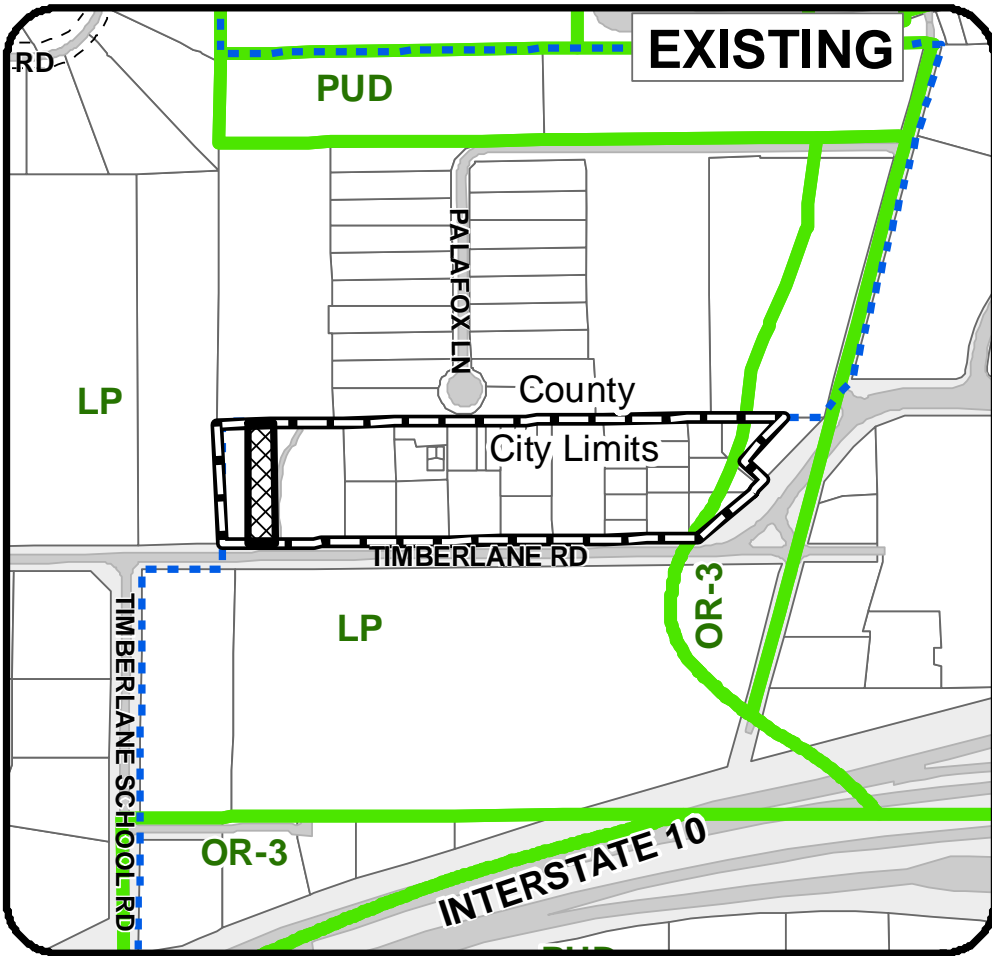 RD
EXISTING
PUD
PALAFOX LN
County
LP
City Limits
TIMBERLANE RD
OR-3
LP
TIMBERLANE SCHOOL RD
OR-3
INTERSTATE 10
PUD